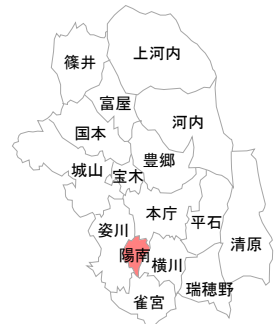 上河内
篠井
富屋
河内
国本
豊郷
城山
宝木
本庁
平石
姿川
清原
陽南
横川
瑞穂野
雀宮